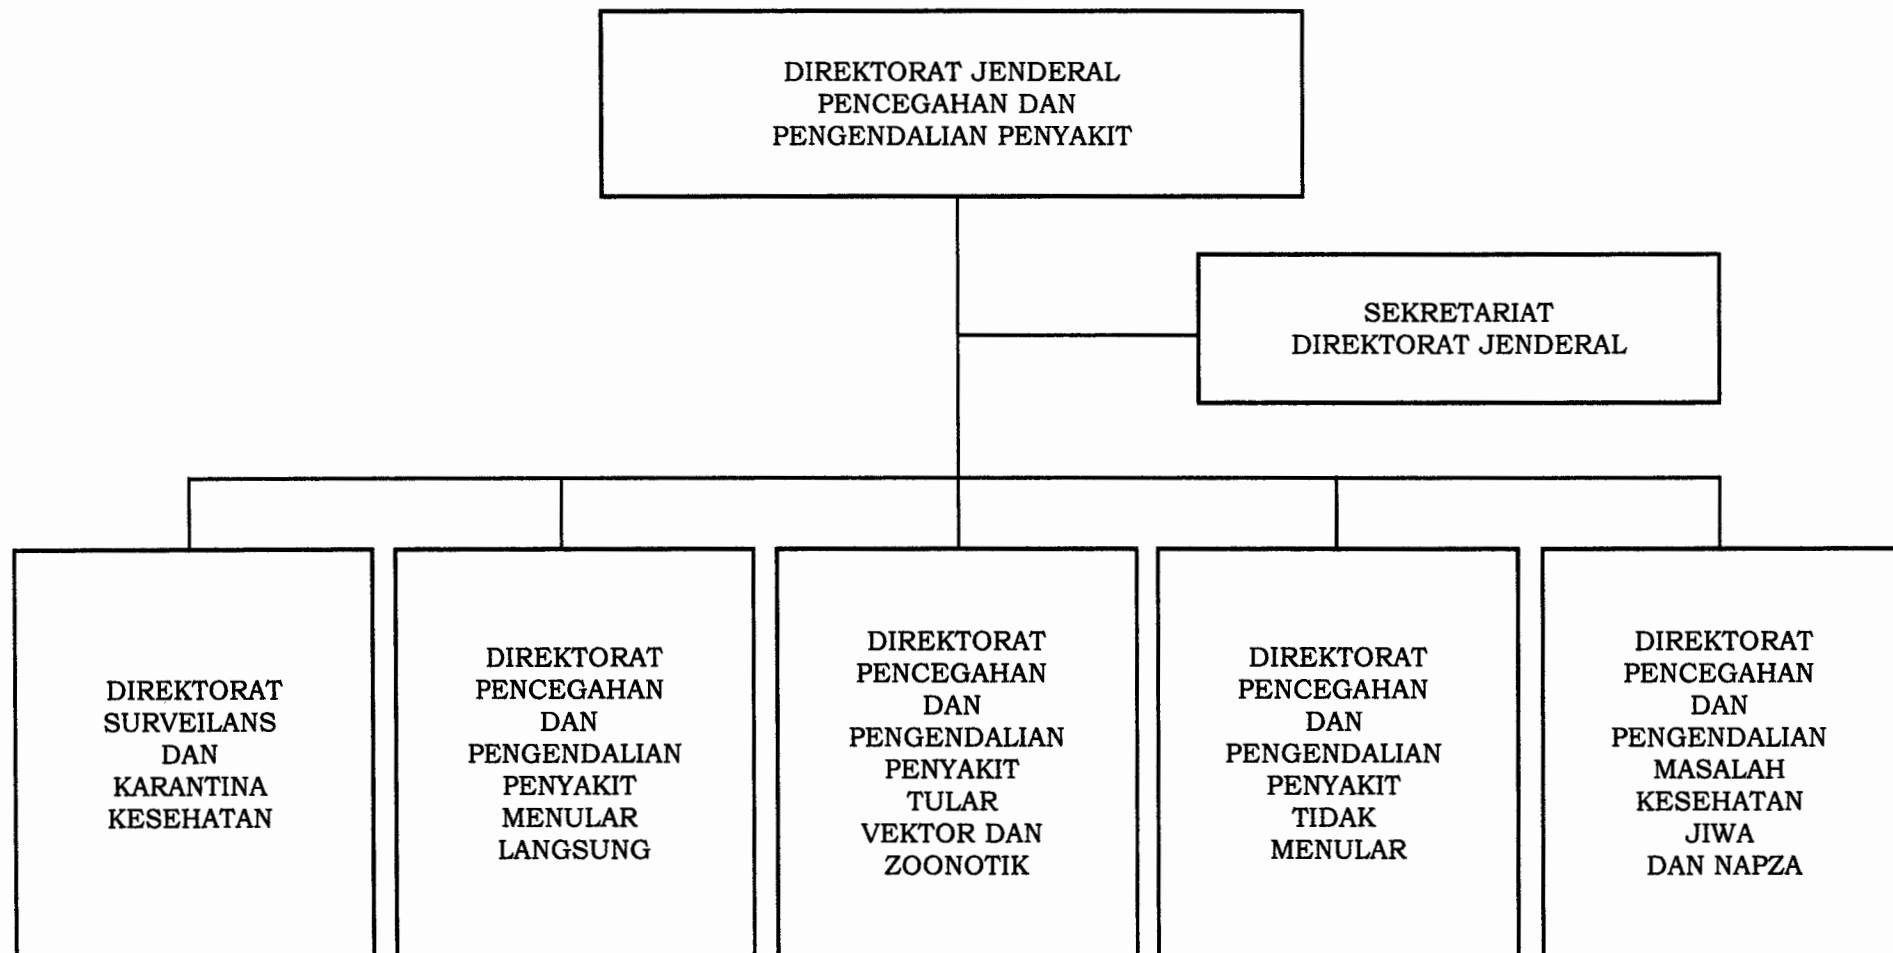 DIREKTORAT JENDERAL
PENCEGAHAN DAN
PENGENDALIAN PENYAKIT
SEKRETARIAT
DIREKTORAT JENDERAL
DIREKTORAT
SURVEILANS
DAN
KARANTINA
KESEHATAN
DIREKTORAT
PENCEGAHAN
DAN
PENGENDALIAN
PENYAKIT
MENULAR
LANGSUNG
DIREKTORAT
PENCEGAHAN
DAN
PENGENDALIAN
PENYAKIT
TULAR
VEKTOR DAN
ZOONOTIK
DIREKTORAT
PENCEGAHAN
DAN
PENGENDALIAN
PENYAKIT
TIDAK
MENULAR
DIREKTORAT
PENCEGAHAN
DAN
PENGENDALIAN
MASALAH
KESEHATAN
JIWA
DAN NAPZA